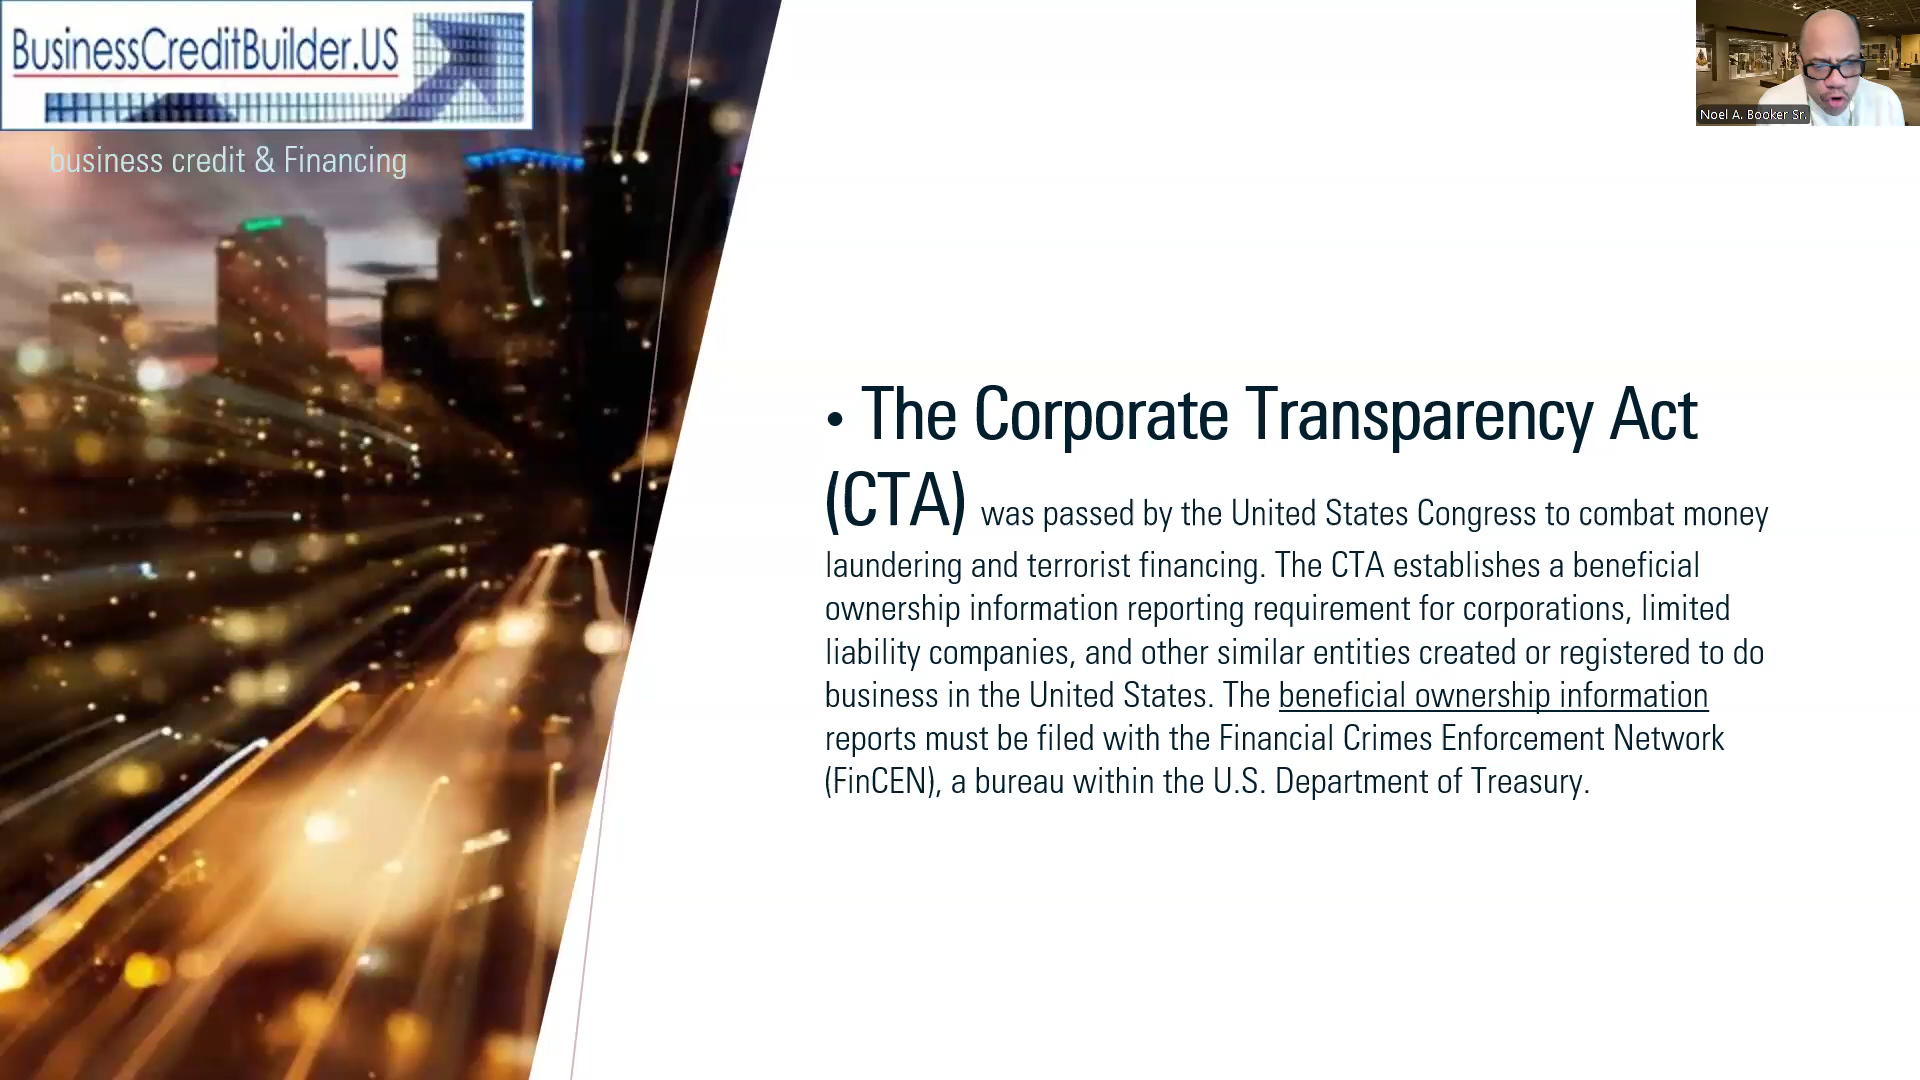 BusinessCreditBuilder.US
business credit & Financing
Noel A. Booker Sr.
• The Corporate Transparency Act
(CTA) was passed by the United States Congress to combat money
laundering and terrorist financing. The CTA establishes a beneficial
ownership information reporting requirement for corporations, limited
liability companies, and other similar entities created or registered to do
business in the United States. The beneficial ownership information
reports must be filed with the Financial Crimes Enforcement Network
(FinCEN), a bureau within the U.S. Department of Treasury.